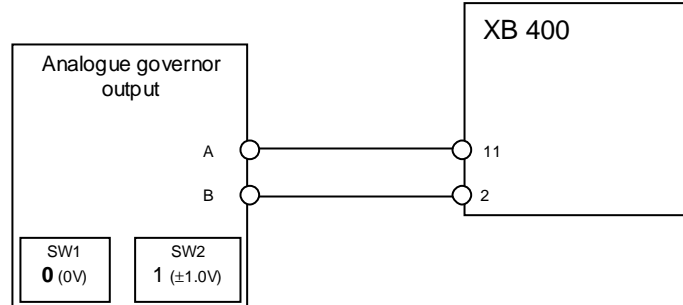 XB 400
Analogue governor
output
A
11
B
2
SW1
0 (0V)
SW2
1 (±1.0V)